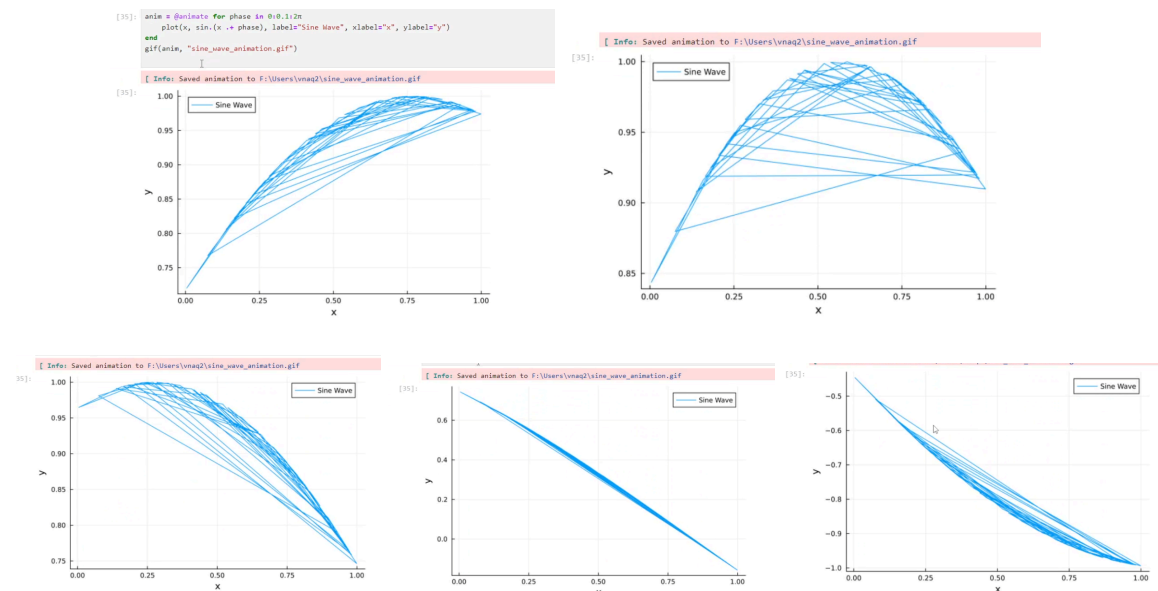 [35]: anim = @animate for phase in 0:0.1:2π
plot(x, sin.(x .+ phase), label="Sine Wave", xlabel="x", ylabel="y")
end
gif(anim, "sine_wave_animation.gif")
[ Info: Saved animation to F:\Users\vnaq2\sine_wave_animation.gif
[35]:
Sine Wave
1.00
0.95
0.90
0.85
0.80
0.75
y
0.00 0.25 0.50 0.75 1.00
x
[ Info: Saved animation to F:\Users\vnaq2\sine_wave_animation.gif
[35]:
Sine Wave
1.00
0.95
0.90
0.85
y
0.00 0.25 0.50 0.75 1.00
x
[ Info: Saved animation to F:\Users\vnaq2\sine_wave_animation.gif
35]:
Sine Wave
1.00
0.95
0.90
0.85
0.80
0.75
y
0.00 0.25 0.50 0.75 1.00
x
[ Info: Saved animation to F:\Users\vnaq2\sine_wave_animation.gif
[35]:
Sine Wave
0.6
0.4
0.2
0.0
y
0.00 0.25 0.50 0.75 1.00
[35]:
Sine Wave
−0.5
−0.6
−0.7
−0.8
−0.9
−1.0
y
0.00 0.25 0.50 0.75 1.00
x